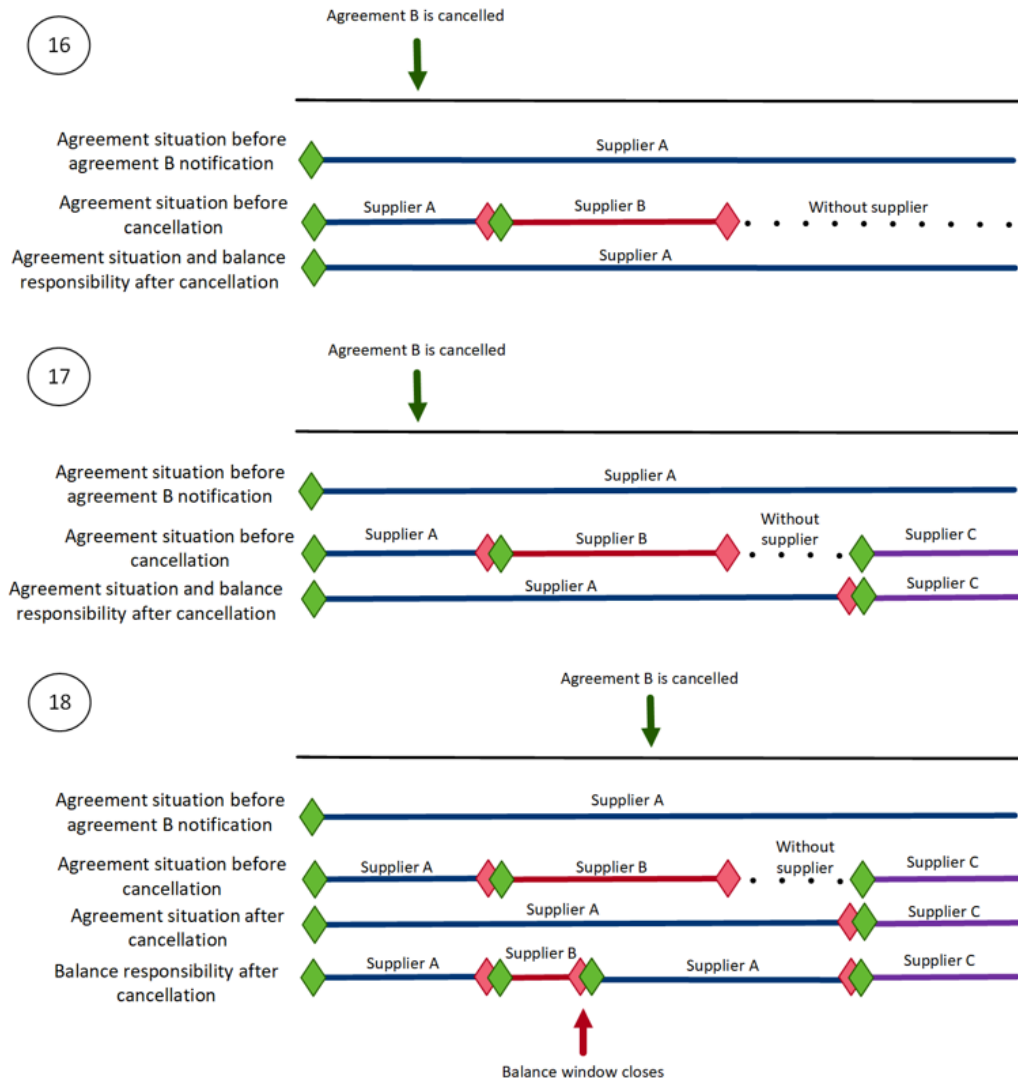 Agreement B is cancelled
16
Agreement situation before
agreement B notification
Supplier A
Agreement situation before
cancellation
Supplier A
Supplier B
Without supplier
Agreement situation and balance
responsibility after cancellation
Supplier A
Agreement B is cancelled
17
Agreement situation before
agreement B notification
Supplier A
Agreement situation before
cancellation
Supplier A
Supplier B
Without
supplier
Supplier C
Agreement situation and balance
responsibility after cancellation
Supplier A
Supplier C
Agreement B is cancelled
18
Agreement situation before
agreement B notification
Supplier A
Agreement situation before
cancellation
Supplier A
Supplier B
Without
supplier
Supplier C
Agreement situation after
cancellation
Supplier A
Supplier C
Balance responsibility after
cancellation
Supplier A
Supplier B
Supplier A
Supplier C
Balance window closes